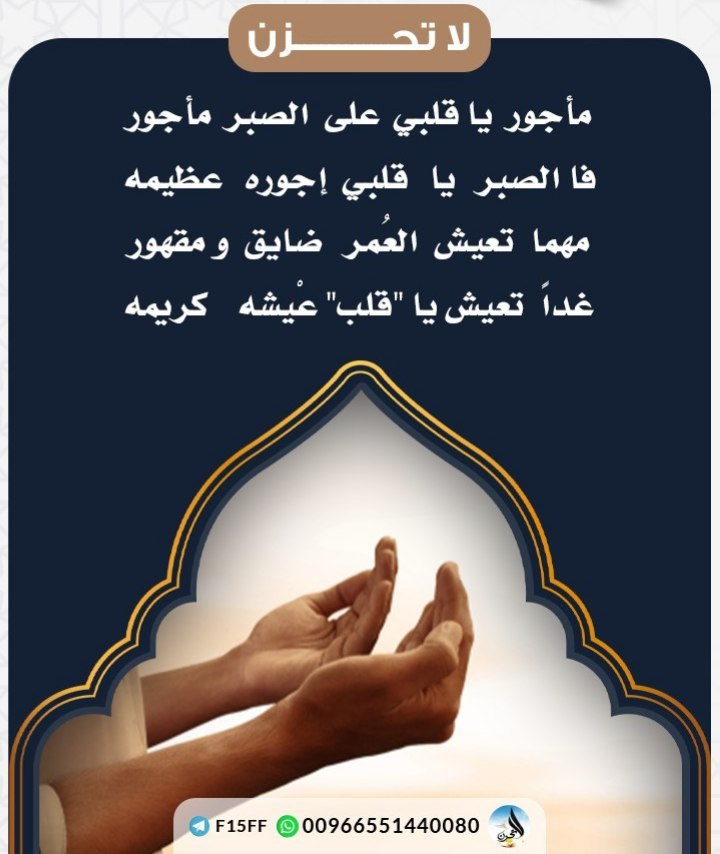 لا تحـــــزن
مأجور يا قلبي على الصبر مأجور
فا الصبر يا قلبي إجوره عظيمه
مهما تعيش العُمر ضايق و مقهور
غداً تعيش يا "قلب" عْيشه كريمه
F15FF 00966551440080